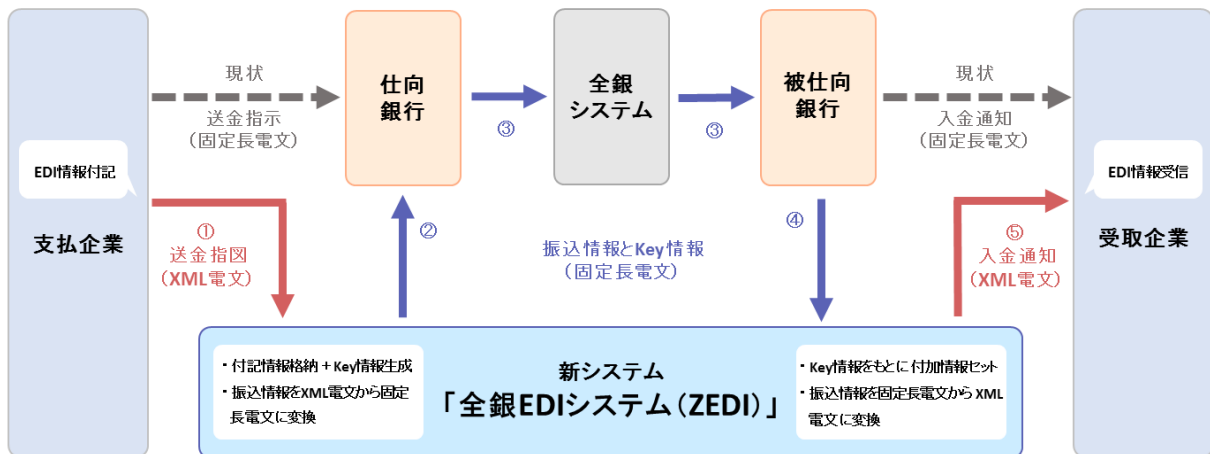 現状
送金指示
(固定長電文)
仕向
銀行
③
全銀
システム
③
被仕向
銀行
現状
入金通知
(固定長電文)
EDI情報付記
支払企業
EDI情報受信
受取企業
①
送金指図
(XML電文)
②
振込情報とKey情報
(固定長電文)
④
⑤
入金通知
(XML電文)
・付記情報格納+Key情報生成
・振込情報をXML電文から固定
長電文に変換
新システム
「全銀EDIシステム(ZEDI)」
・Key情報をもとに付加情報セット
・振込情報を固定長電文からXML
電文に変換